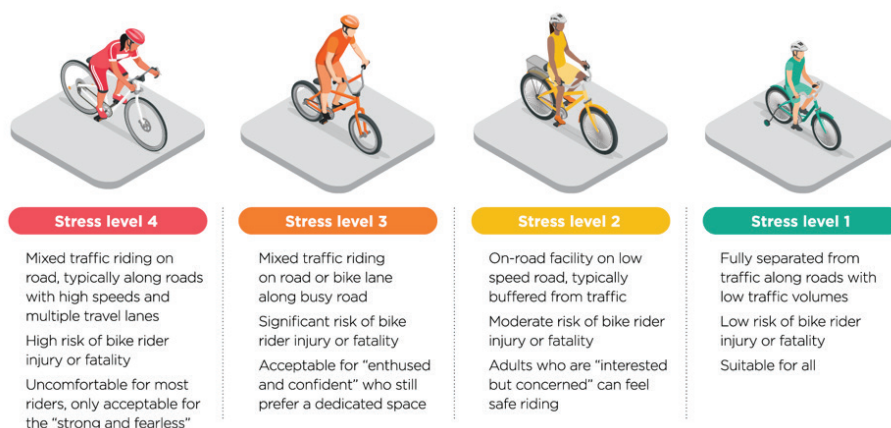 Stress level 4
Mixed traffic riding on
road, typically along roads
with high speeds and
multiple travel lanes
High risk of bike rider
injury or fatality
Uncomfortable for most
riders, only acceptable for
the “strong and fearless”
Stress level 3
Mixed traffic riding
on road or bike lane
along busy road
Significant risk of bike
rider injury or fatality
Acceptable for “enthused
and confident” who still
prefer a dedicated space
Stress level 2
On-road facility on low
speed road, typically
buffered from traffic
Moderate risk of bike rider
injury or fatality
Adults who are “interested
but concerned” can feel
safe riding
Stress level 1
Fully separated from
traffic along roads with
low traffic volumes
Low risk of bike rider
injury or fatality
Suitable for all